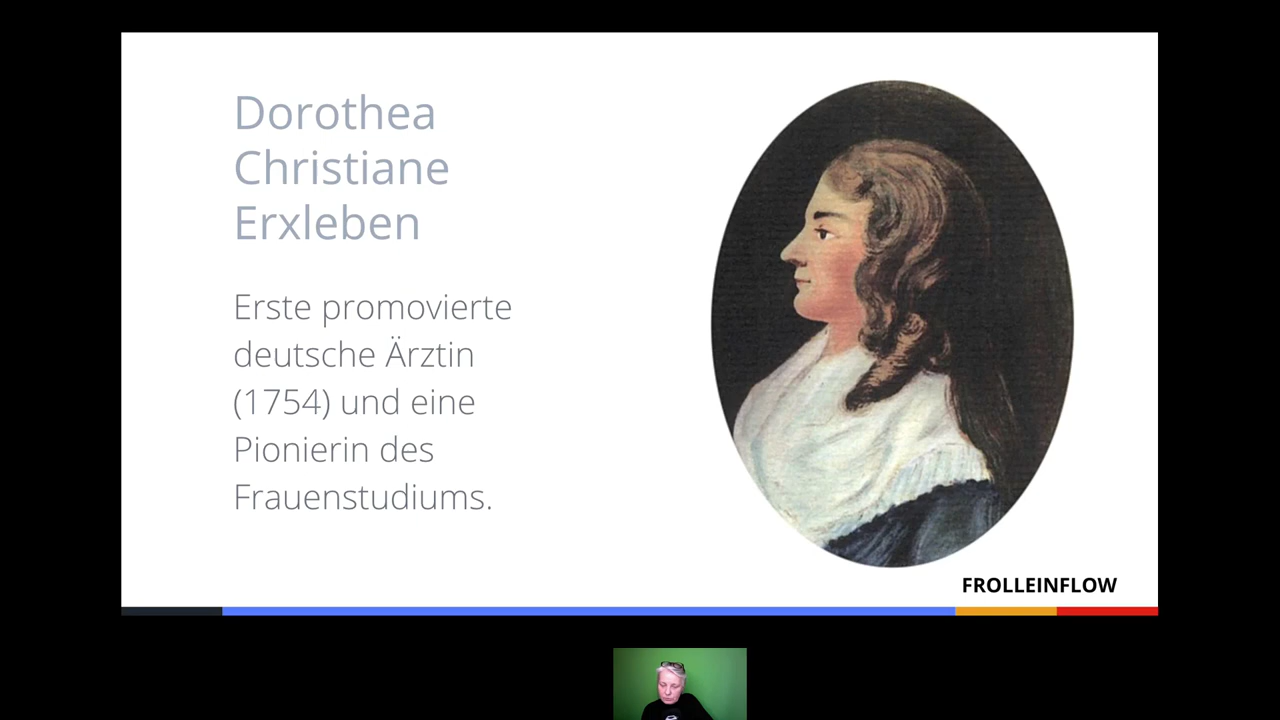 Dorothea
Christiane
Erxleben
Erste promovierte
deutsche Ärztin
(1754) und eine
Pionierin des
Frauenstudiums.
FROLLEINFLOW